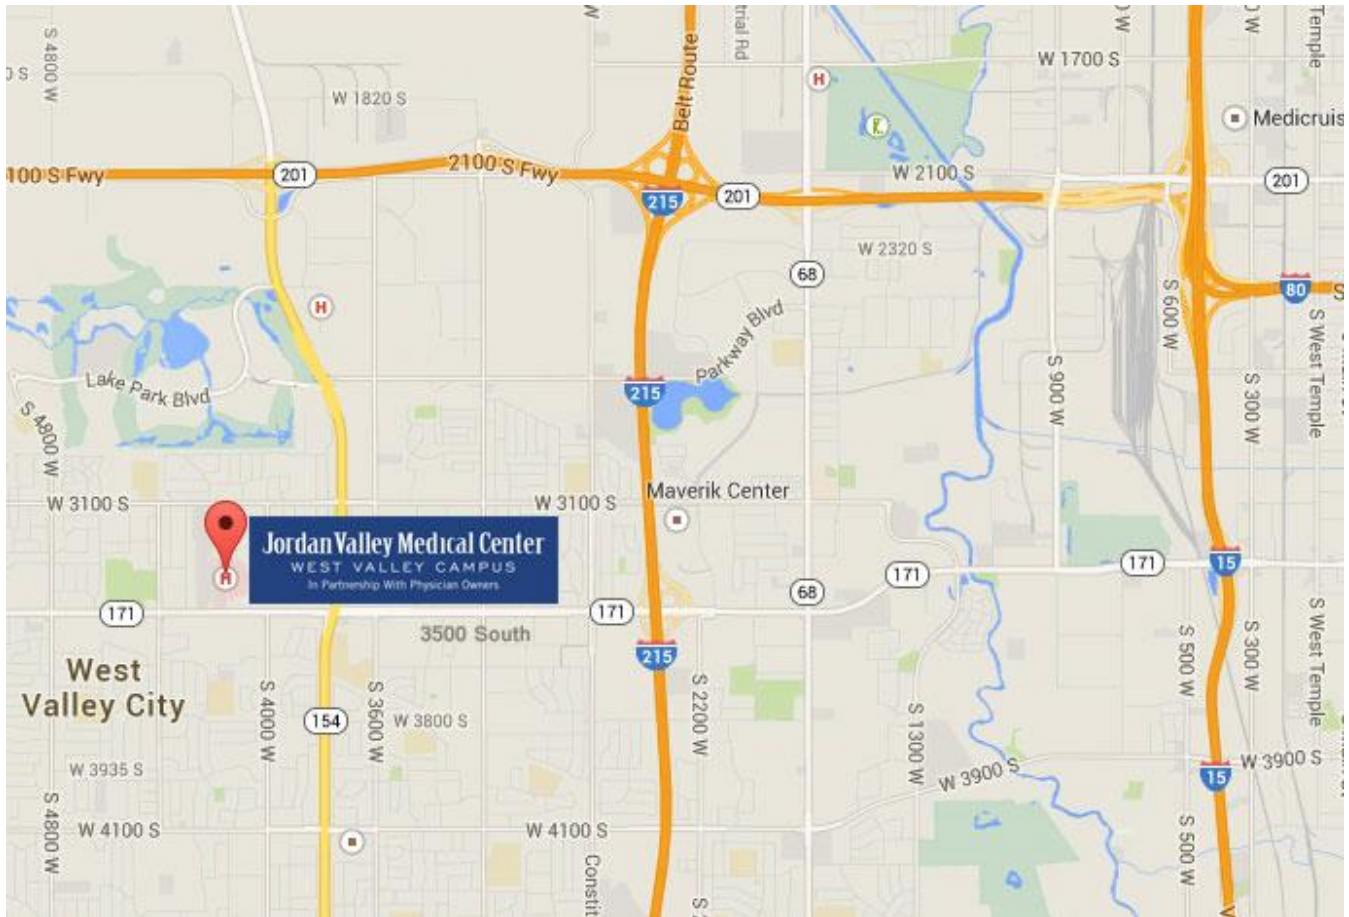 S 4800 W
W 1820 S
Belt Route
trial Rd
W 1700 S
Temple
Medicruis
100 S Fwy
201
2100 S Fwy
215
201
W 2100 S
201
W 2320 S
68
80
S
H
H
Parkway Blvd
S 600 W
S West Temple
Lake Park Blvd
215
S 900 W
S 300 W
S 4800 W
W 3100 S
W 3100 S
Maverik Center
Jordan Valley Medical Center
WEST VALLEY CAMPUS
In Partnership With Physician Owners
H
171
171
68
171
171
15
3500 South
215
West
Valley City
S 4000 W
154
S 3600 W
W 3800 S
S 2200 W
S 1300 W
S 500 W
S 300 W
S West Temple
W 3935 S
W 3900 S
15
W 3900 S
S 4800 W
W 4100 S
W 4100 S
Constit
S 500 W